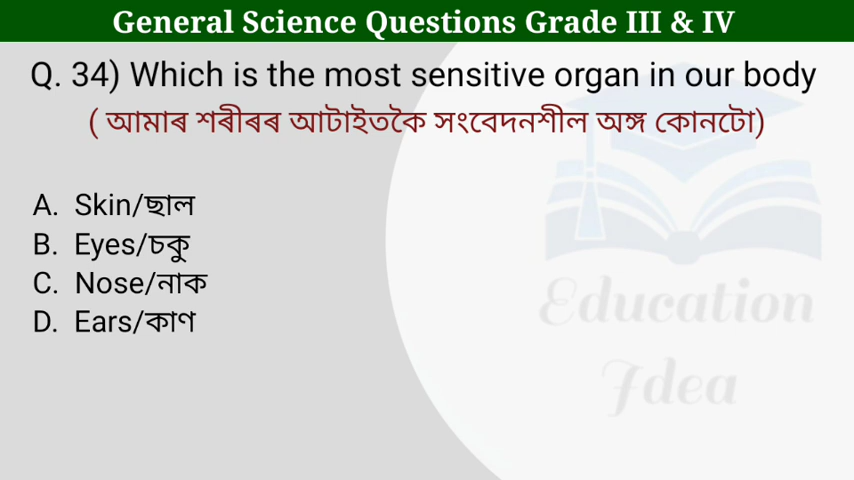 General Science Questions Grade III & IV
Q. 34) Which is the most sensitive organ in our body
( আমাৰ শৰীৰৰ আটাইতকৈ সংবেদনশীল অঙ্গ কোনটো)
A. Skin/ছাল
B. Eyes/চকু
C. Nose/নাক
D. Ears/কাণ
Education
Idea